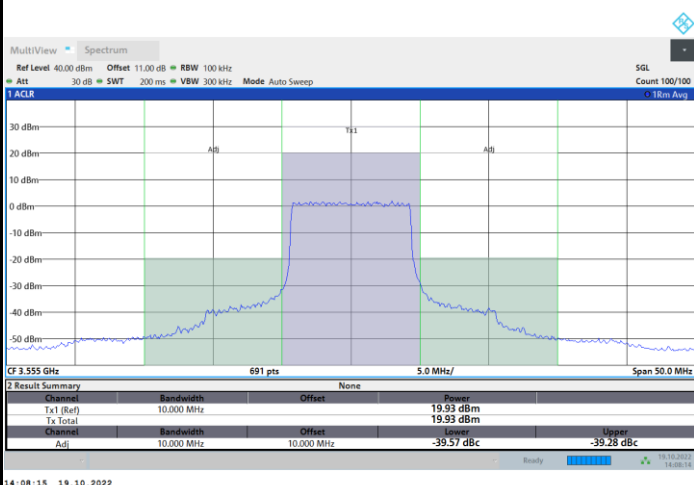 MultiView Spectrum
Ref Level 40.00 dBm Offset 11.00 dB RBW 100 kHz SGL
Att 30 dB SWT 200 ms VBW 300 kHz Mode Auto Sweep Count 100/100
1 ACLR 1Rm Avg
30 dBm
Tx1
20 dBm Adj Adj
10 dBm
0 dBm
-10 dBm
-20 dBm
-30 dBm
-40 dBm
-50 dBm
CF 3.555 GHz 691 pts 5.0 MHz/ Span 50.0 MHz
2 Result Summary None
Channel Bandwidth Offset Power
Tx1 (Ref) 10.000 MHz 19.93 dBm
Tx Total 19.93 dBm
Channel Bandwidth Offset Lower Upper
Adj 10.000 MHz 10.000 MHz -39.57 dBc -39.28 dBc
Ready 19.10.2022
14:08:14
14:08:15 19.10.2022